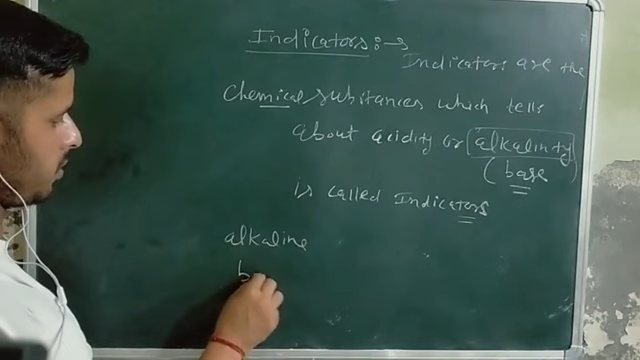 Indicators:→
Indicators are the
Chemical substances which tells
about acidity or alkalinity
(base)
is called Indicators
alkaline
b